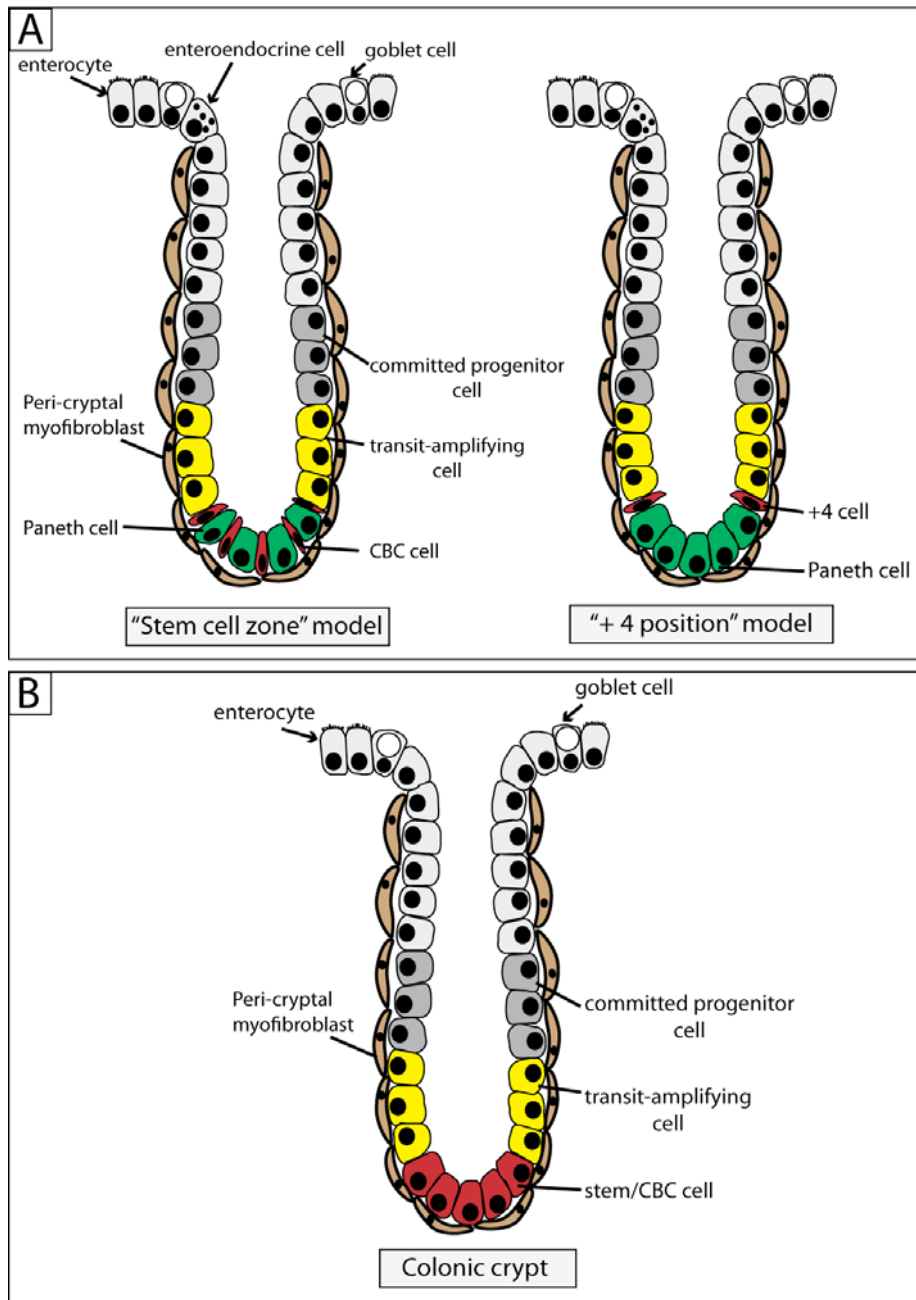 A
enteroendocrine cell
goblet cell
enterocyte
committed progenitor
cell
Peri-cryptal
myofibroblast
transit-amplifying
cell
Paneth cell
CBC cell
"Stem cell zone" model
+4 cell
Paneth cell
"+ 4 position" model
B
goblet cell
enterocyte
Peri-cryptal
myofibroblast
committed progenitor
cell
transit-amplifying
cell
stem/CBC cell
Colonic crypt